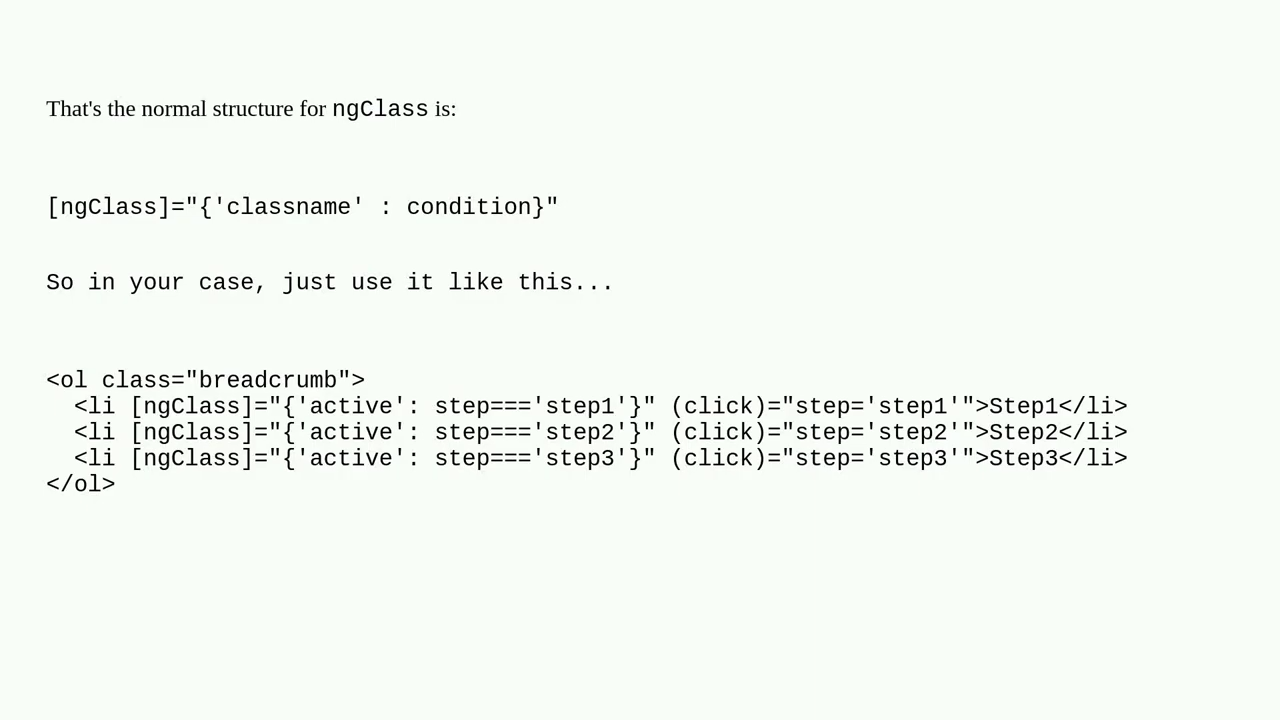 That's the normal structure for ngClass is:
[ngClass]="{'classname' : condition}"
So in your case, just use it like this...
<ol class="breadcrumb">
  <li [ngClass]="{'active': step==='step1'}" (click)="step='step1'">Step1</li>
  <li [ngClass]="{'active': step==='step2'}" (click)="step='step2'">Step2</li>
  <li [ngClass]="{'active': step==='step3'}" (click)="step='step3'">Step3</li>
</ol>